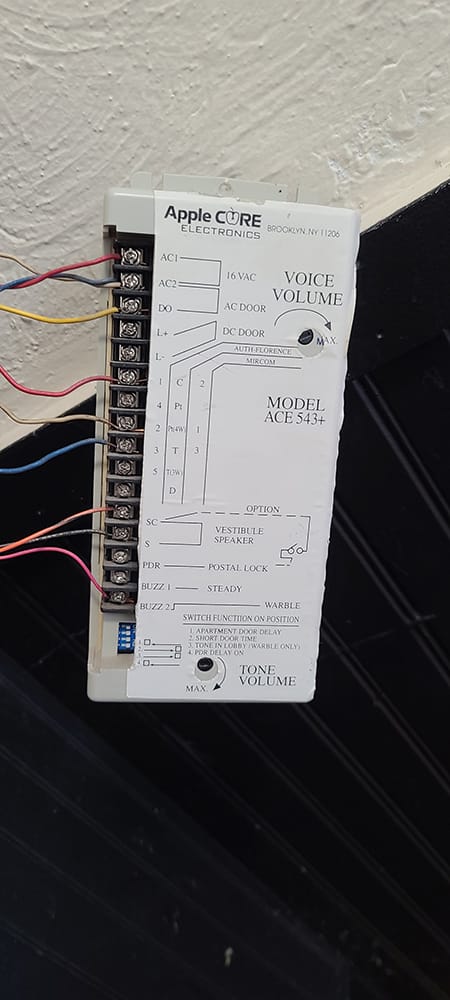 Apple CORE
ELECTRONICS BROOKLYN, NY 11206
AC1
16 VAC
AC2
VOICE
VOLUME
DO AC DOOR
L+ DC DOOR
MAX.
L- AUTH-FLORENCE
MIRCOM
1 C 2
4 Pt
MODEL
ACE 543+
2 Pt(4W) 1
3 T 3
5 T(3W)
D
OPTION
SC
VESTIBULE
SPEAKER
S
PDR POSTAL LOCK
BUZZ 1 STEADY
BUZZ 2 WARBLE
SWITCH FUNCTIION ON POSITION
1. APARTMENT DOOR DELAY
2. SHORT DOOR TIME
3. TONE IN LOBBY (WARBLE ONLY)
4. PDR DELAY ON
TONE
VOLUME
MAX.